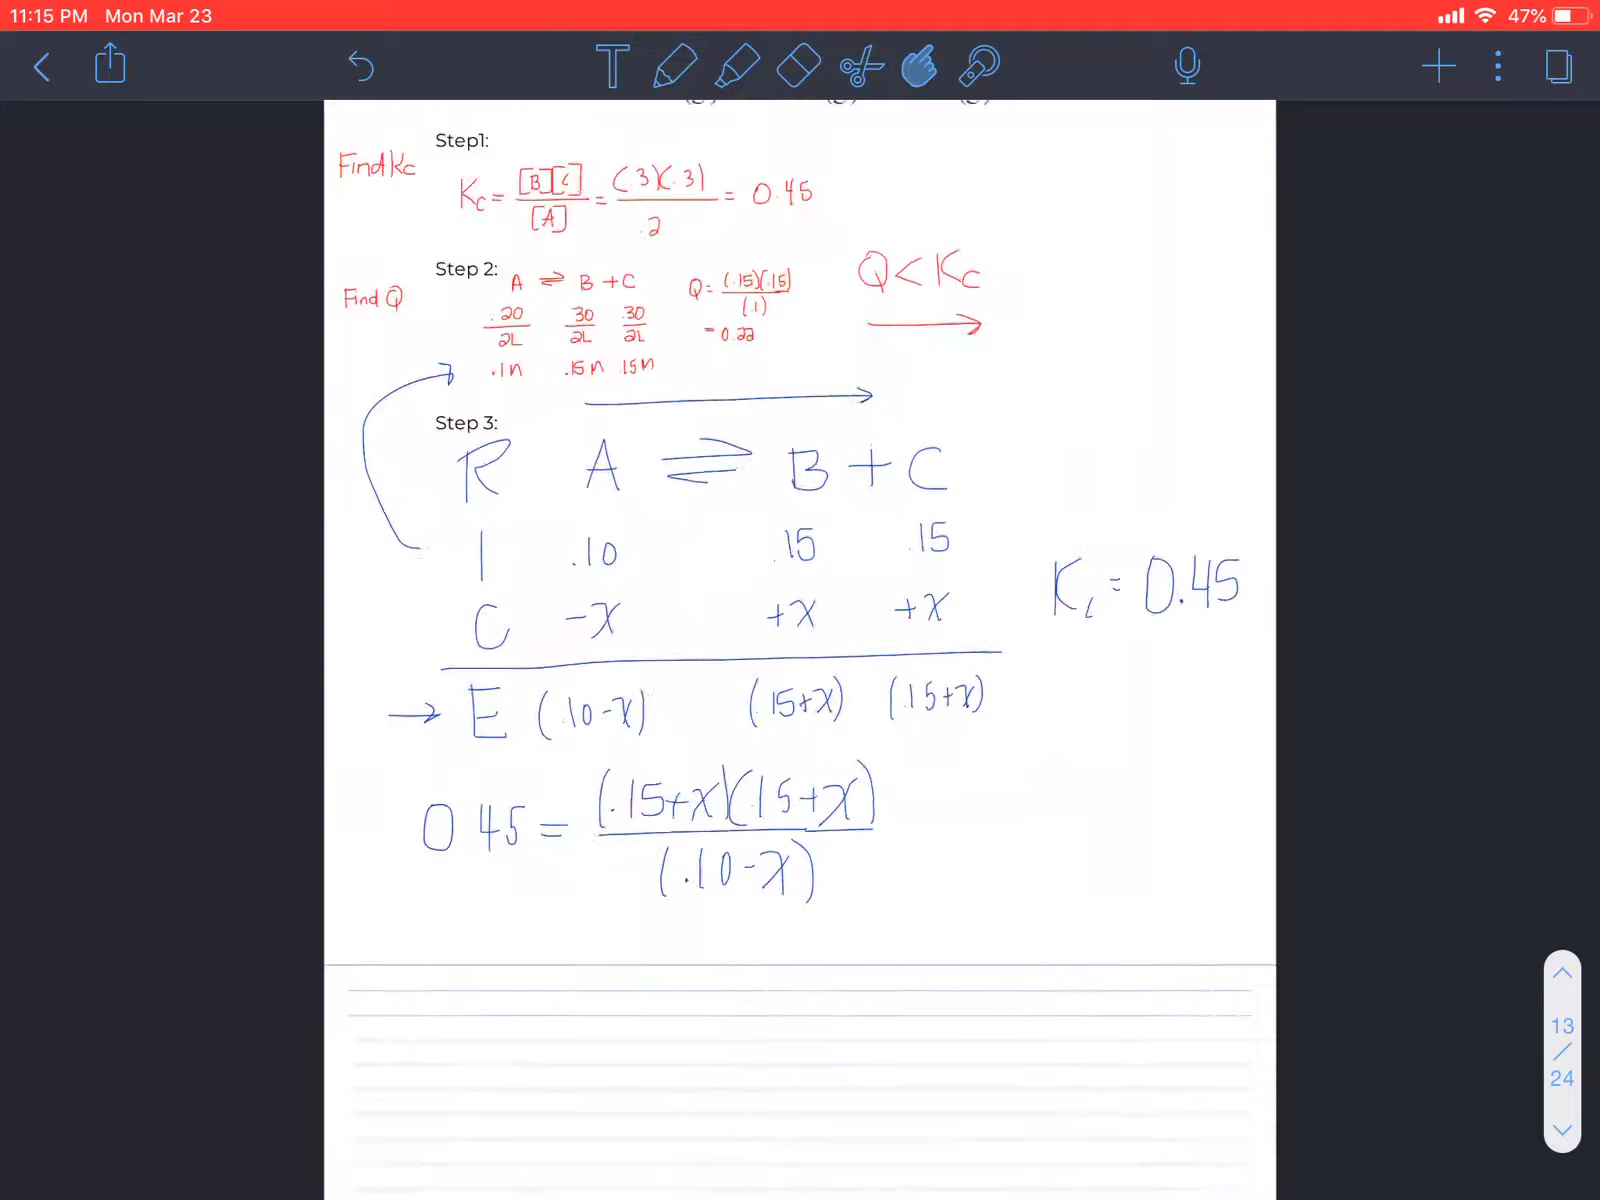 11:15 PM Mon Mar 23
47%
T
Step1:
Find Kc
Kc = [B][C] / [A] = (.3)(.3) / .2 = 0.45
Step 2:
Find Q
A ⇌ B + C
.20 / 2L .30 / 2L .30 / 2L
.1M .15M .15M
Q = (.15)(.15) / (.1)
= 0.22
Q < Kc
Step 3:
R A ⇌ B + C
I .10 .15 .15
C -x +x +x
Kc = 0.45
→ E (.10-x) (.15+x) (.15+x)
0.45 = (.15+x)(.15+x) / (.10-x)
13
/
24